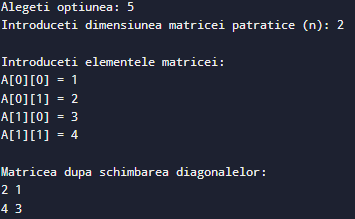 Alegeti optiunea: 5
Introduceti dimensiunea matricei patratice (n): 2
Introduceti elementele matricei:
A[0][0] = 1
A[0][1] = 2
A[1][0] = 3
A[1][1] = 4
Matricea dupa schimbarea diagonalelor:
2 1
4 3